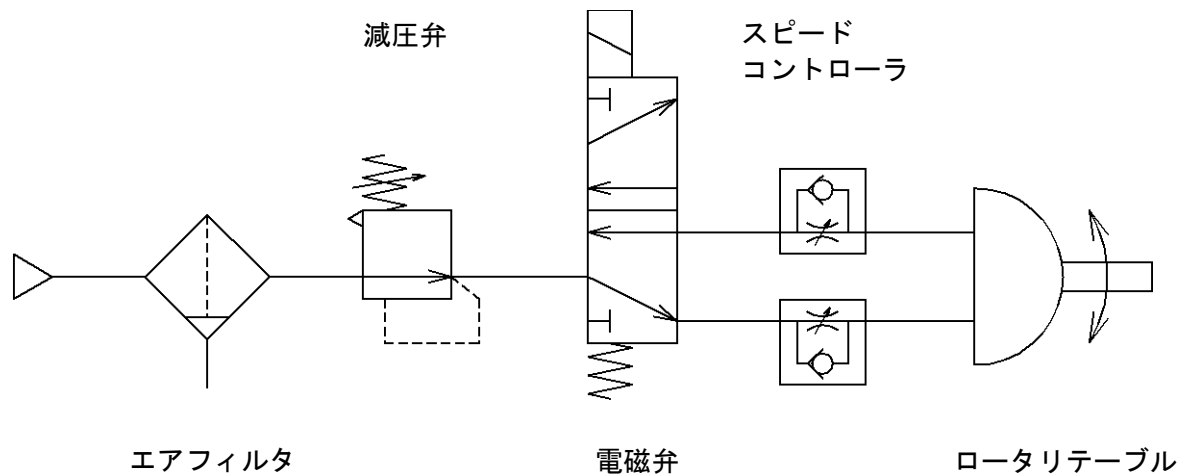 減圧弁
スピード
コントローラ
エアフィルタ
電磁弁
ロータリテーブル